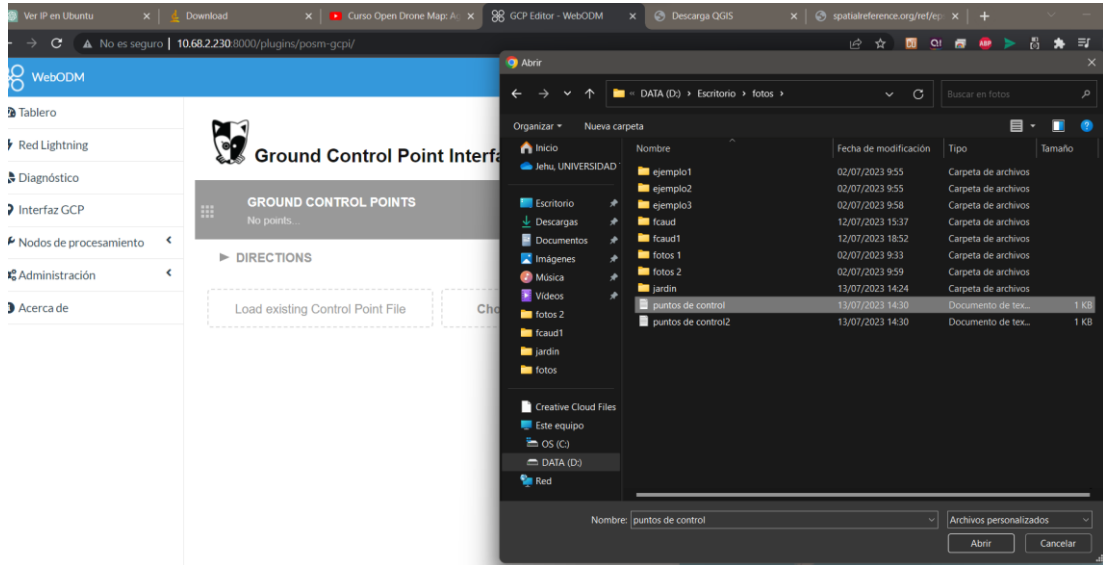 Ver IP en Ubuntu
Download
Curso Open Drone Map: A
GCP Editor - WebODM
Descarga QGIS
spatialreference.org/ref/ep
No es seguro | 10.68.2.230:8000/plugins/posm-gcpi/
WebODM
Tablero
Red Lightning
Diagnóstico
Interfaz GCP
Nodos de procesamiento
Administración
Acerca de
Ground Control Point Interfa
GROUND CONTROL POINTS
No points...
DIRECTIONS
Load existing Control Point File
Cho
Abrir
« DATA (D:) > Escritorio > fotos >
Buscar en fotos
Organizar
Nueva carpeta
Inicio
Jehu, UNIVERSIDAD
Escritorio
Descargas
Documentos
Imágenes
Música
Vídeos
fotos 2
fcaud1
jardin
fotos
Creative Cloud Files
Este equipo
OS (C:)
DATA (D:)
Red
Nombre Fecha de modificación Tipo Tamaño
ejemplo1 02/07/2023 9:55 Carpeta de archivos
ejemplo2 02/07/2023 9:55 Carpeta de archivos
ejemplo3 02/07/2023 9:58 Carpeta de archivos
fcaud 12/07/2023 15:37 Carpeta de archivos
fcaud1 12/07/2023 18:52 Carpeta de archivos
fotos 1 02/07/2023 9:33 Carpeta de archivos
fotos 2 02/07/2023 9:59 Carpeta de archivos
jardin 13/07/2023 14:24 Carpeta de archivos
puntos de control 13/07/2023 14:30 Documento de tex... 1 KB
puntos de control2 13/07/2023 14:30 Documento de tex... 1 KB
Nombre: puntos de control
Archivos personalizados
Abrir
Cancelar